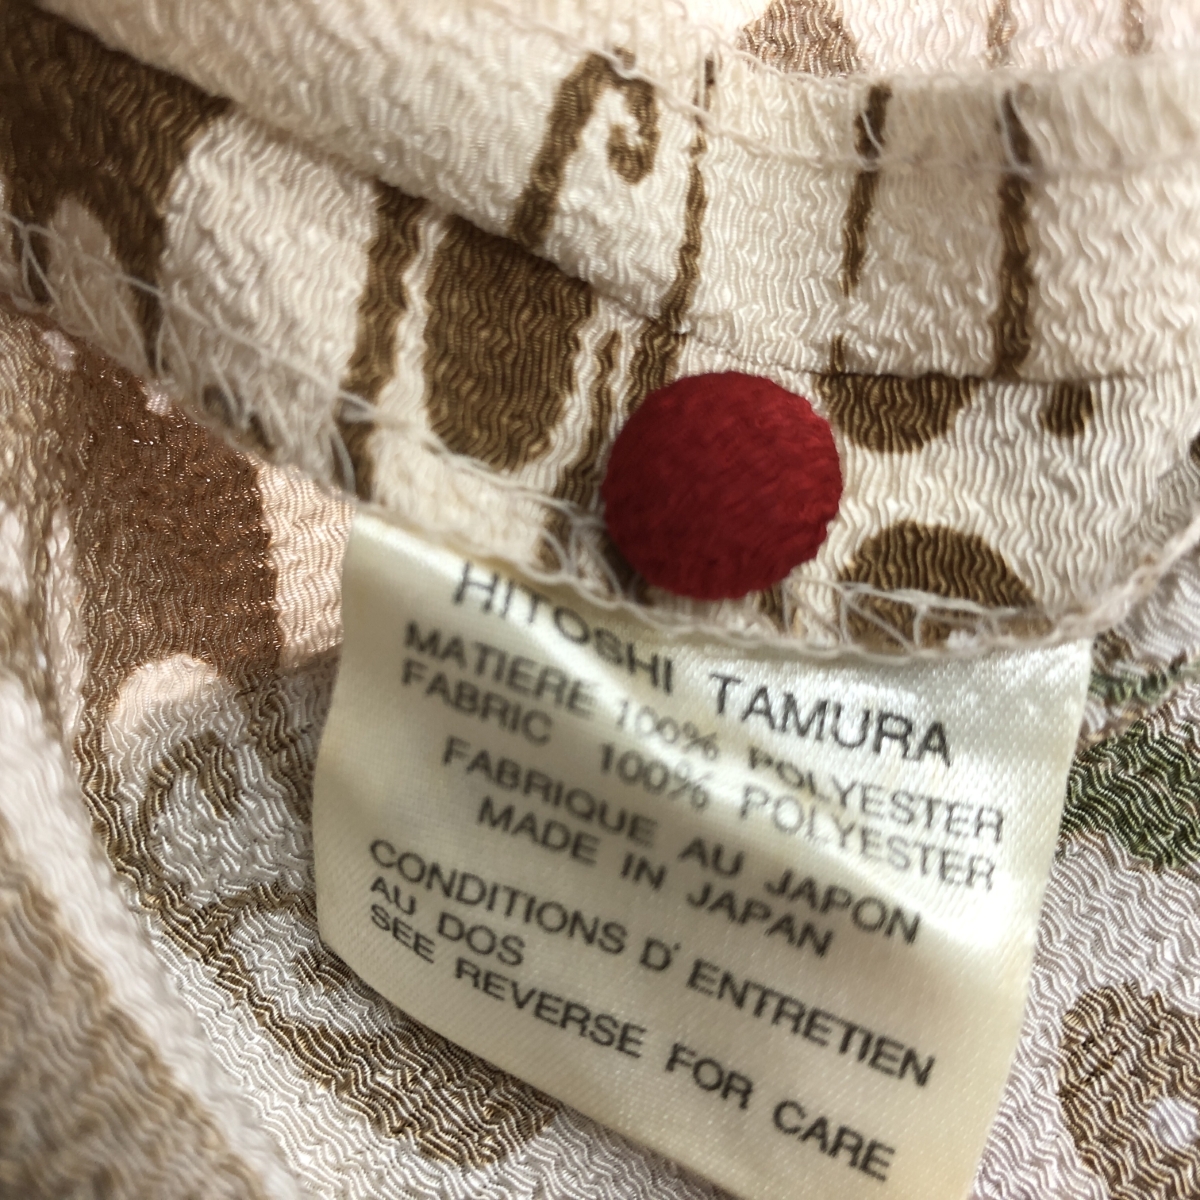 HITOSHI TAMURA
MATIERE 100% POLYESTER
FABRIC 100% POLYESTER
FABRIQUE AU JAPON
MADE IN JAPAN
CONDITIONS D' ENTRETIEN
AU DOS
SEE REVERSE FOR CARE